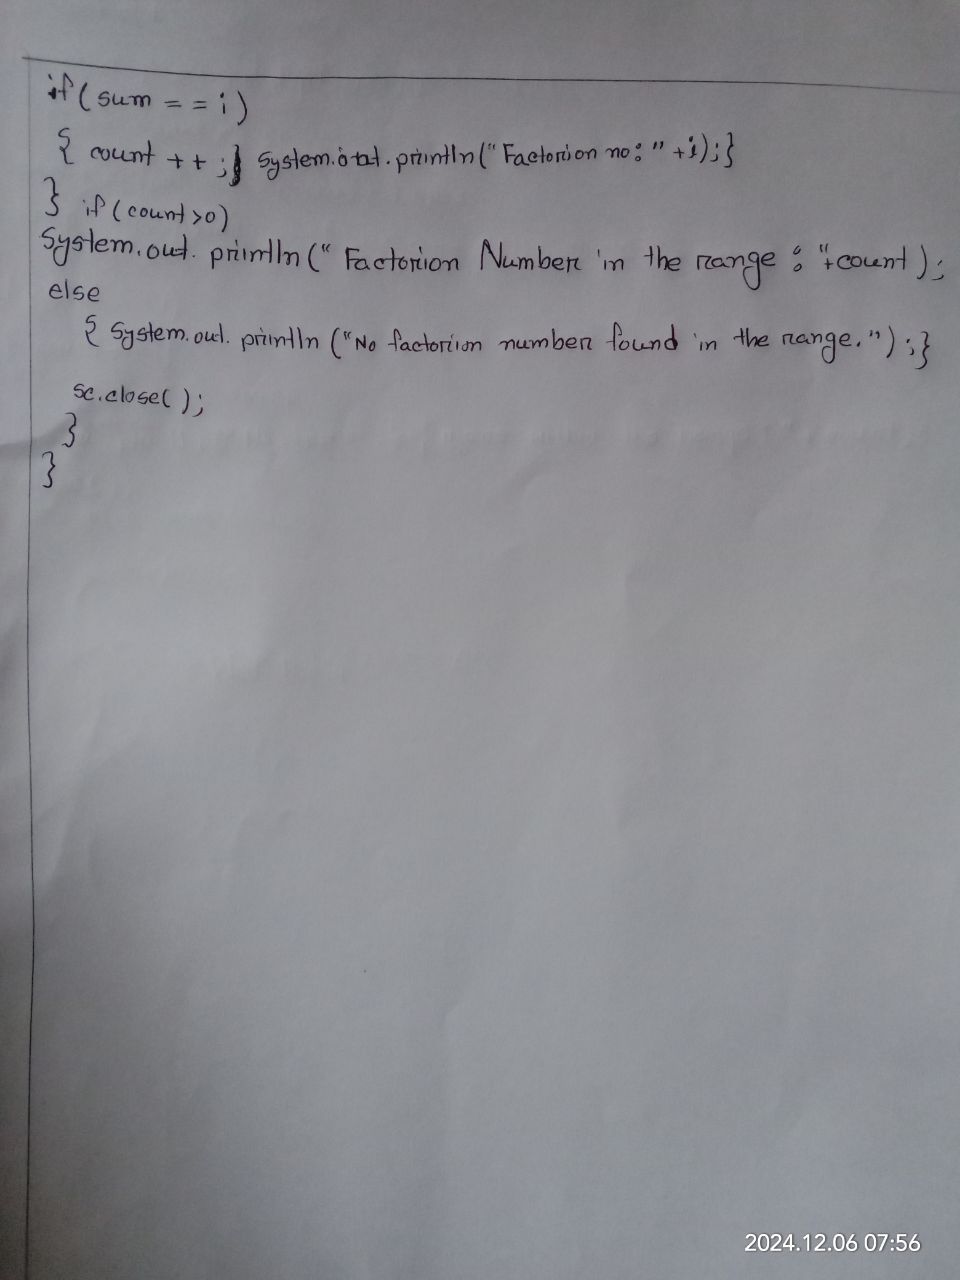 if(sum == i)
{ count ++ ; System.out.println("Factorion no: " +i);}
} if (count>0)
System.out. println(" Factorion Number in the range : "+count );
else
{ System.out. println ("No factorion number found in the range.") ;}
sc.close( );
}
}
2024.12.06 07:56